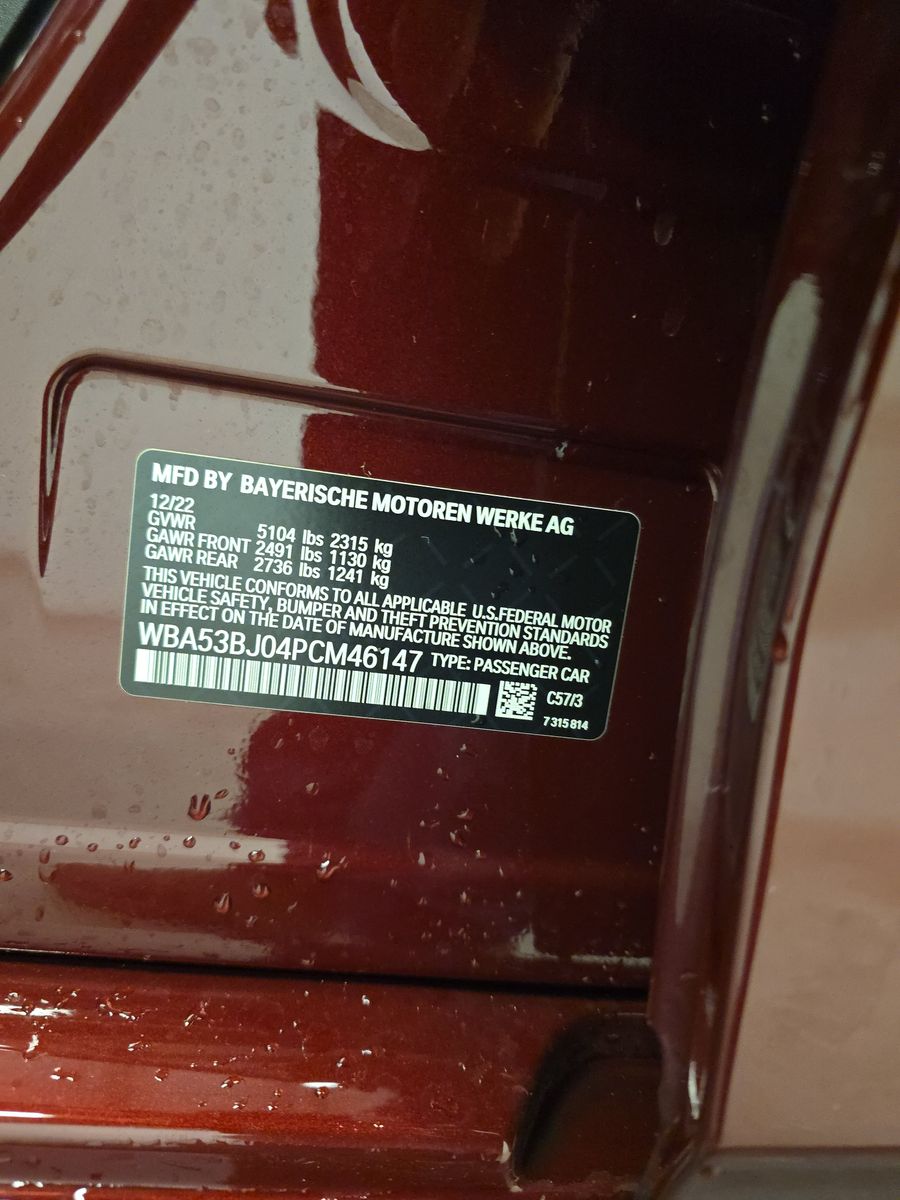 MFD BY BAYERISCHE MOTOREN WERKE AG
12/22
GVWR 5104 lbs 2315 kg
GAWR FRONT 2491 lbs 1130 kg
GAWR REAR 2736 lbs 1241 kg
THIS VEHICLE CONFORMS TO ALL APPLICABLE U.S.FEDERAL MOTOR
VEHICLE SAFETY, BUMPER AND THEFT PREVENTION STANDARDS
IN EFFECT ON THE DATE OF MANUFACTURE SHOWN ABOVE.
WBA53BJ04PCM46147 TYPE: PASSENGER CAR
C57/3
7315814